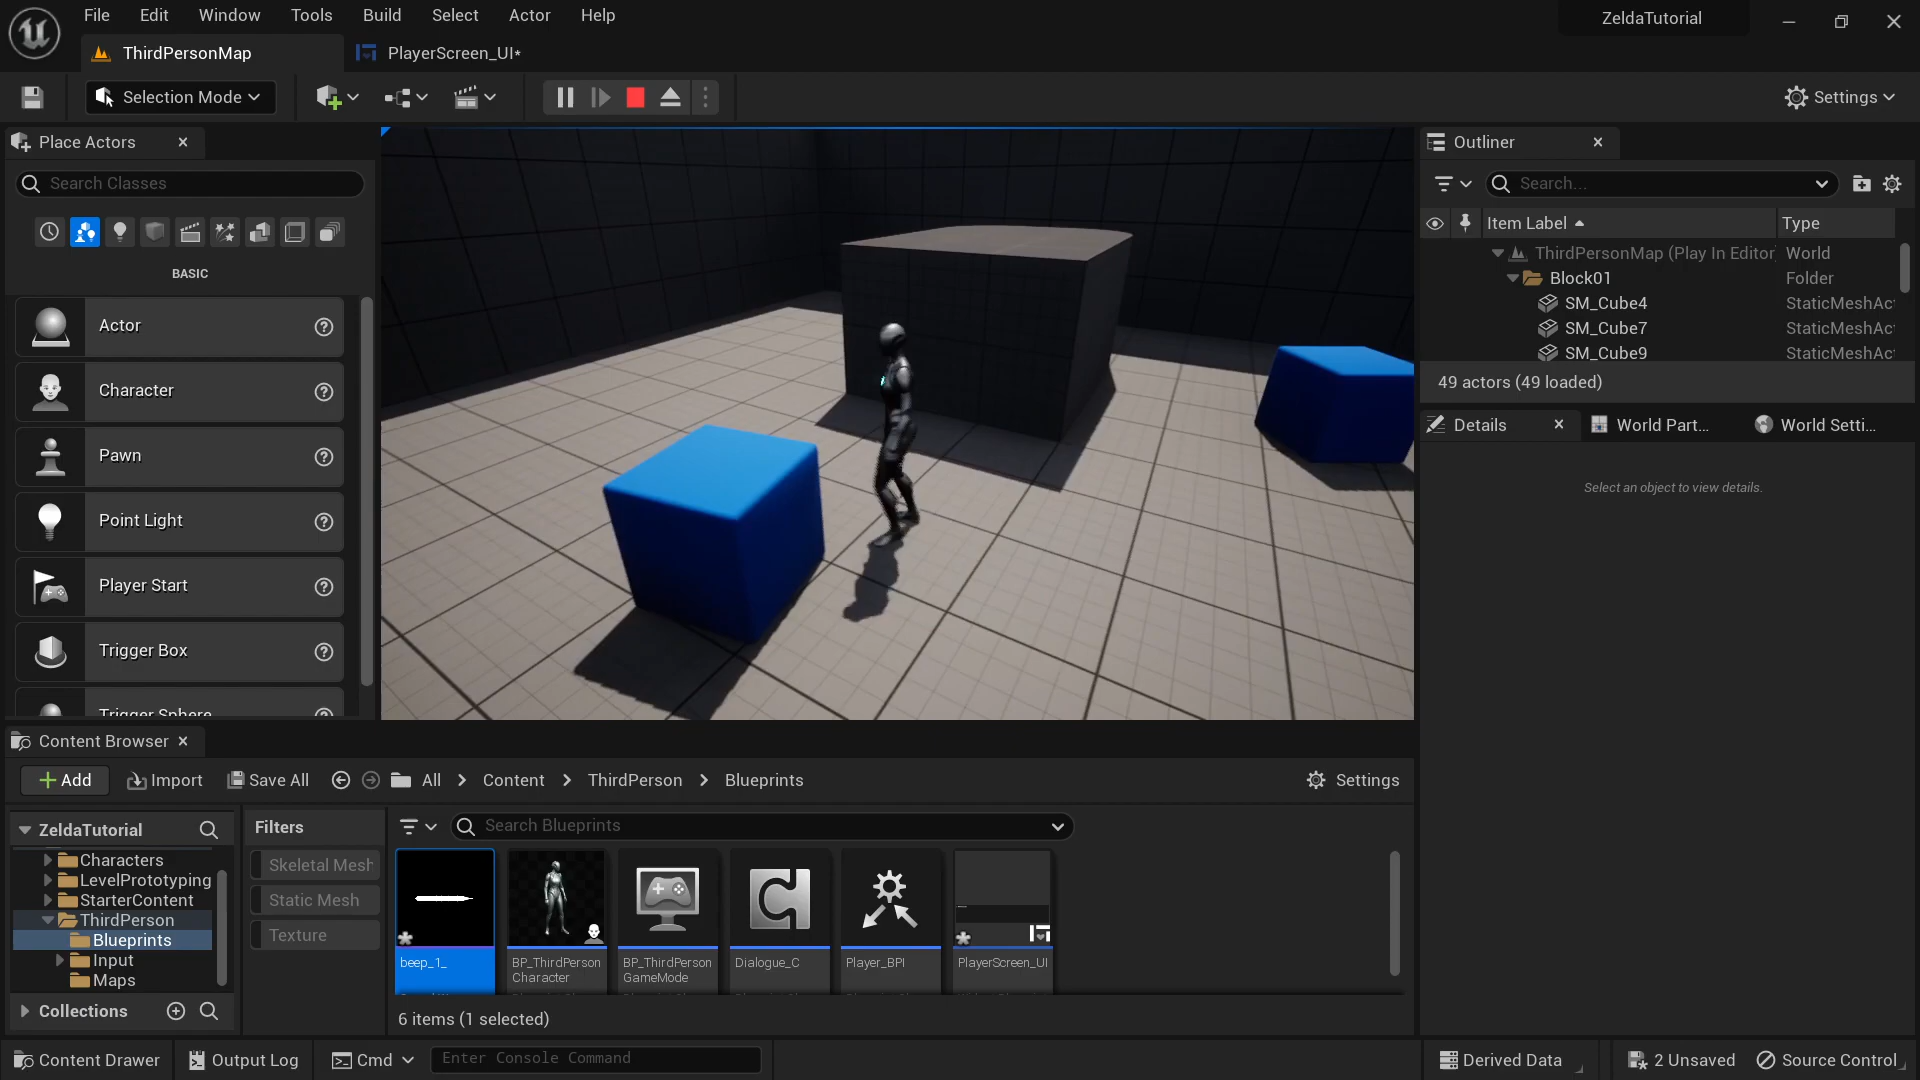 File Edit Window Tools Build Select Actor Help
ZeldaTutorial
ThirdPersonMap
PlayerScreen_UI*
Selection Mode
Settings
Place Actors
Search Classes
BASIC
Actor
Character
Pawn
Point Light
Player Start
Trigger Box
Trigger Sphere
Outliner
Search...
Item Label Type
ThirdPersonMap (Play In Editor World
Block01 Folder
SM_Cube4 StaticMeshAc
SM_Cube7 StaticMeshAc
SM_Cube9 StaticMeshAc
49 actors (49 loaded)
Details World Part... World Setti...
Select an object to view details.
Content Browser
Add Import Save All All Content ThirdPerson Blueprints Settings
ZeldaTutorial
Characters
LevelPrototyping
StarterContent
ThirdPerson
Blueprints
Input
Maps
Collections
Filters
Skeletal Mesh
Static Mesh
Texture
Search Blueprints
beep_1_
BP_ThirdPerson
Character
BP_ThirdPerson
GameMode
Dialogue_C
Player_BPI
PlayerScreen_UI
6 items (1 selected)
Content Drawer Output Log Cmd Enter Console Command Derived Data 2 Unsaved Source Control